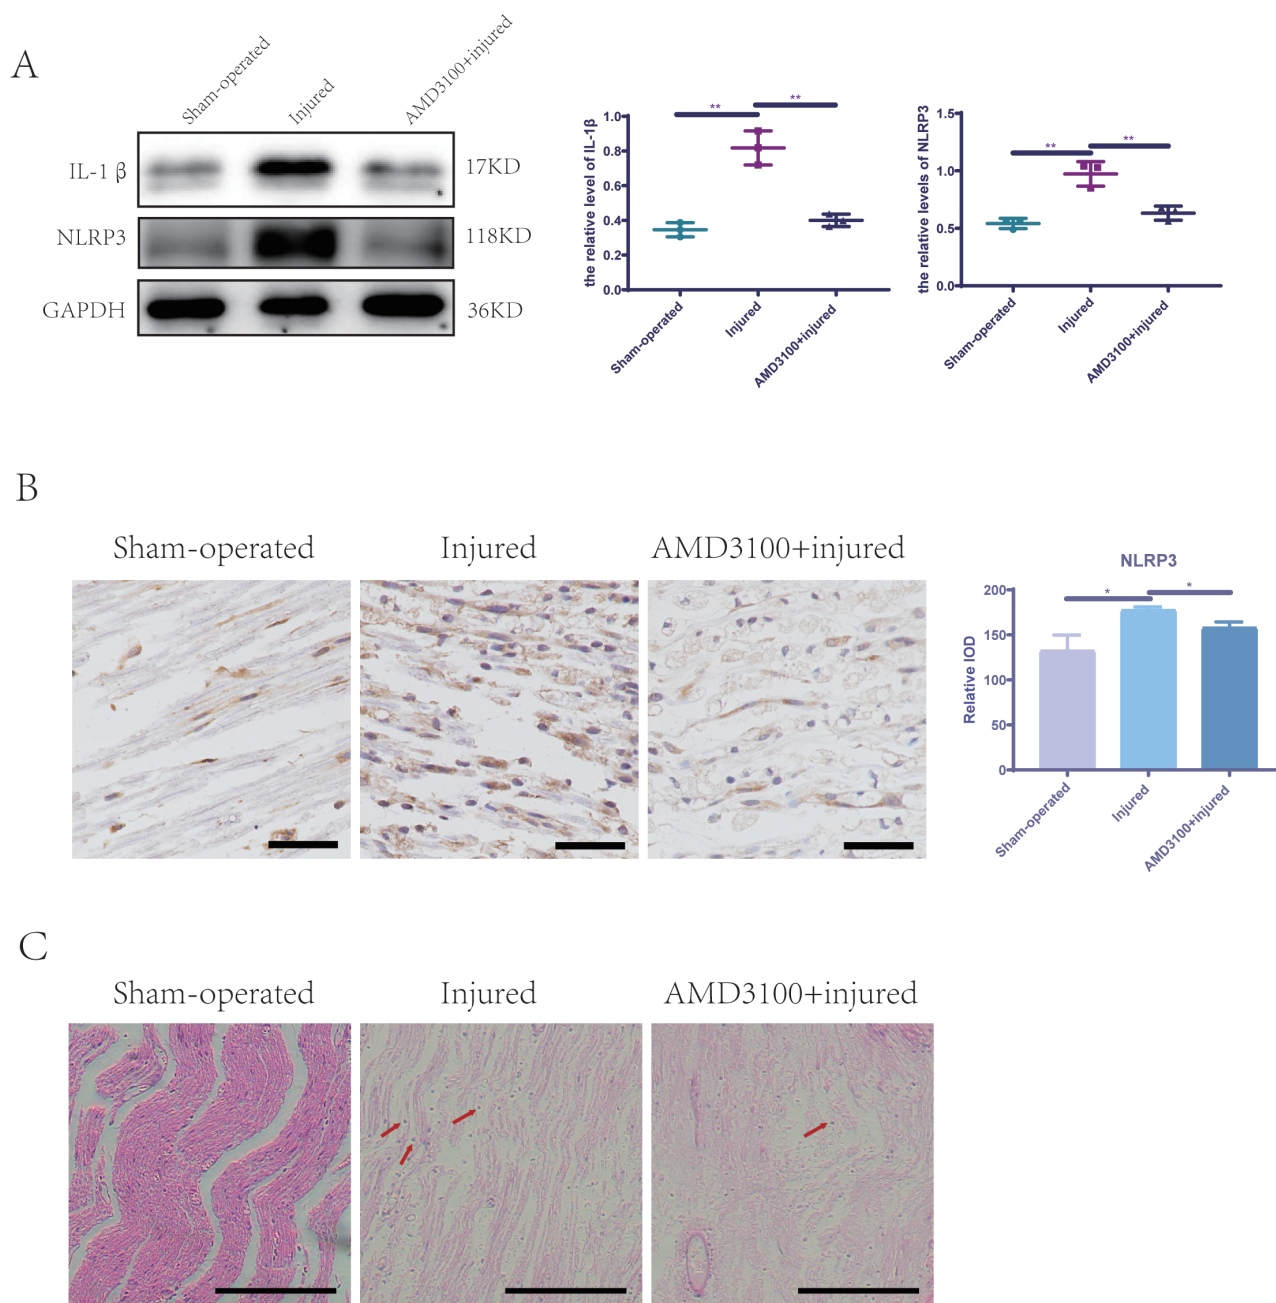 A
Sham-operated
Injured
AMD3100+injured
IL-1 β
17KD
NLRP3
118KD
GAPDH
36KD
the relative level of IL-1β
1.0
0.8
0.6
0.4
0.2
0.0
**
**
Sham-operated
Injured
AMD3100+injured
the relative levels of NLRP3
1.5
1.0
0.5
0.0
**
**
Sham-operated
Injured
AMD3100+injured
B
Sham-operated
Injured
AMD3100+injured
NLRP3
Relative IOD
200
150
100
50
0
*
*
Sham-operated
Injured
AMD3100+injured
C
Sham-operated
Injured
AMD3100+injured